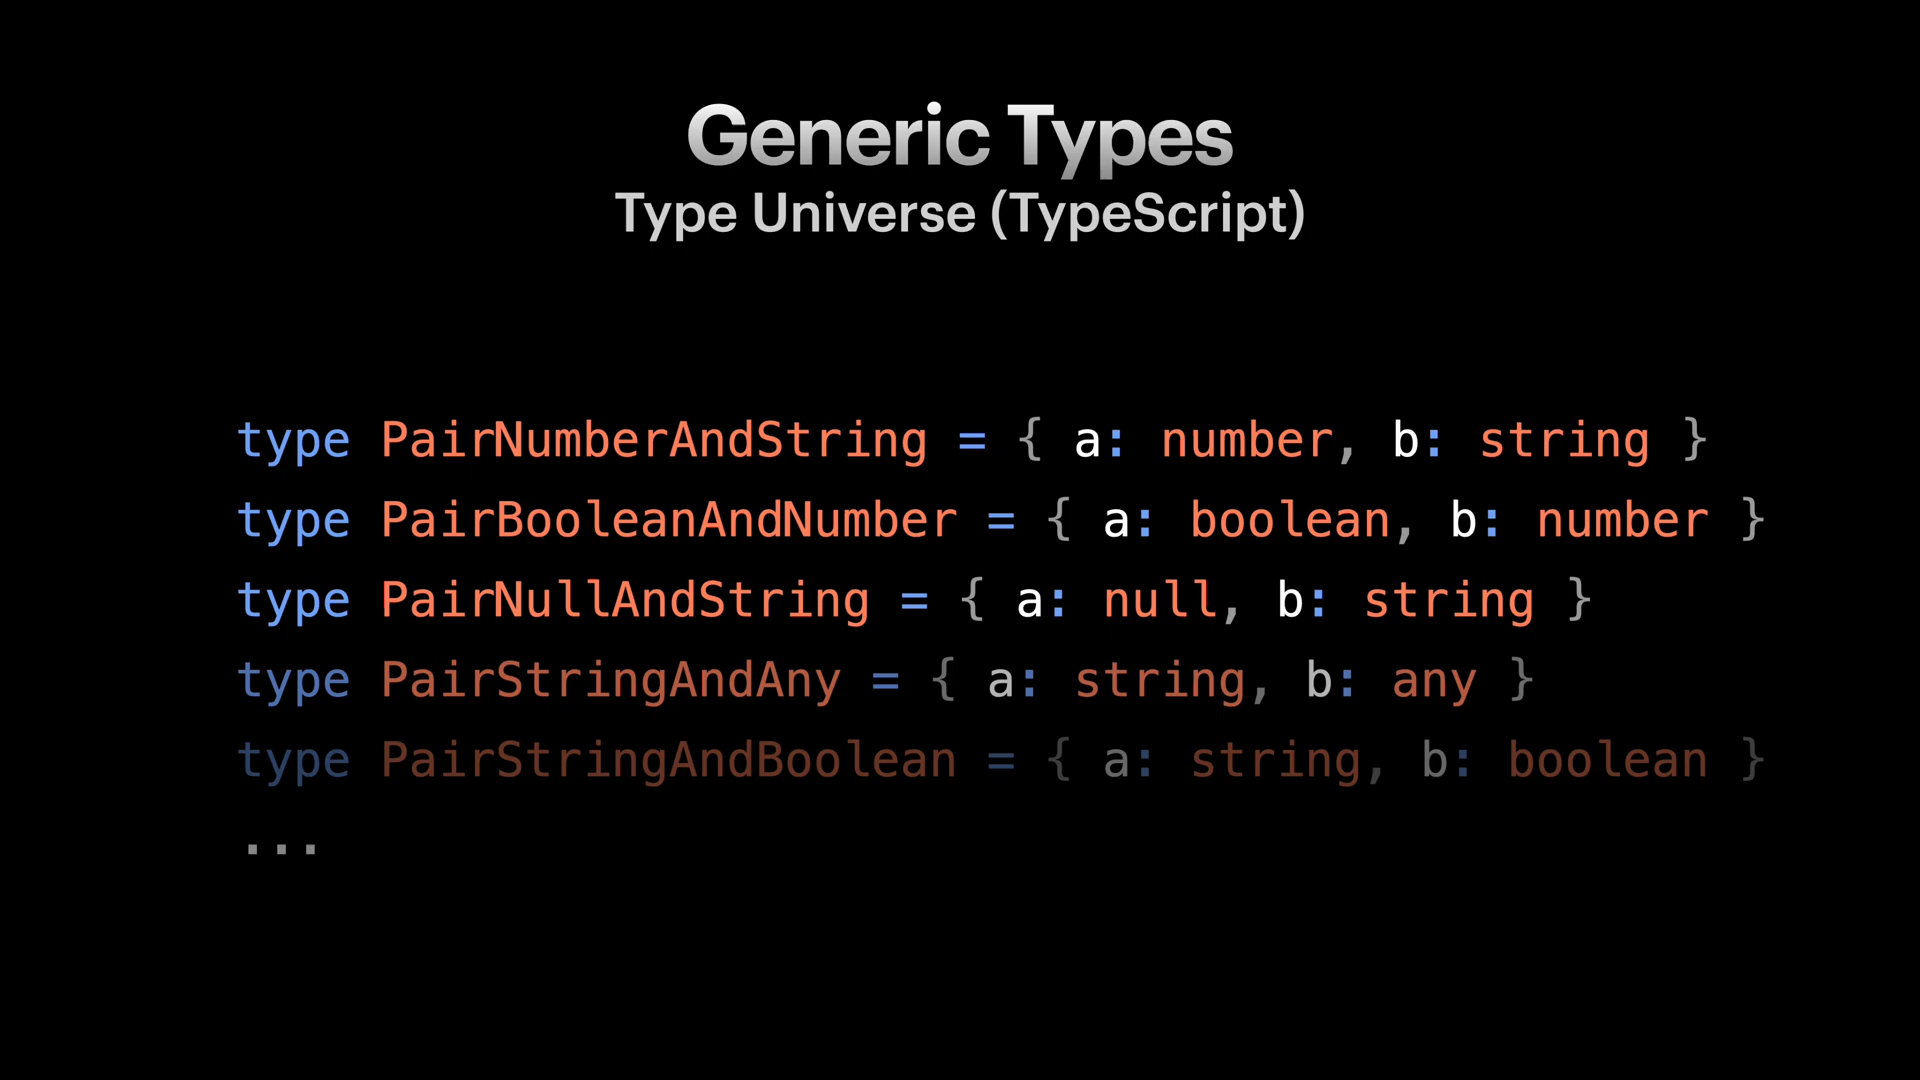 Generic Types
Type Universe (TypeScript)
type PairNumberAndString = { a: number, b: string }
type PairBooleanAndNumber = { a: boolean, b: number }
type PairNullAndString = { a: null, b: string }
type PairStringAndAny = { a: string, b: any }
type PairStringAndBoolean = { a: string, b: boolean }
...